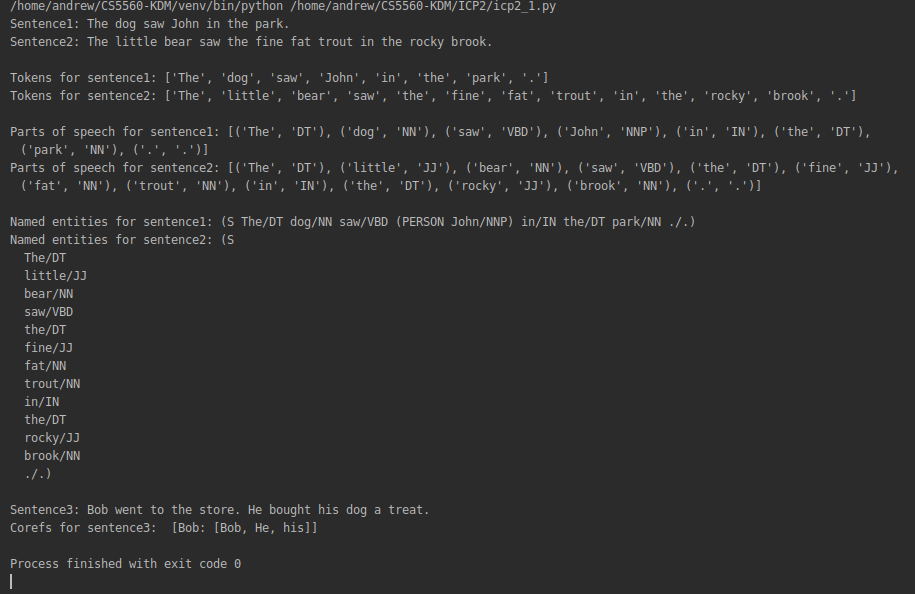 /home/andrew/CS5560-KDM/venv/bin/python /home/andrew/CS5560-KDM/ICP2/icp2_1.py
Sentence1: The dog saw John in the park.
Sentence2: The little bear saw the fine fat trout in the rocky brook.
Tokens for sentence1: ['The', 'dog', 'saw', 'John', 'in', 'the', 'park', '.']
Tokens for sentence2: ['The', 'little', 'bear', 'saw', 'the', 'fine', 'fat', 'trout', 'in', 'the', 'rocky', 'brook', '.']
Parts of speech for sentence1: [('The', 'DT'), ('dog', 'NN'), ('saw', 'VBD'), ('John', 'NNP'), ('in', 'IN'), ('the', 'DT'),
('park', 'NN'), ('.', '.')]
Parts of speech for sentence2: [('The', 'DT'), ('little', 'JJ'), ('bear', 'NN'), ('saw', 'VBD'), ('the', 'DT'), ('fine', 'JJ'),
('fat', 'NN'), ('trout', 'NN'), ('in', 'IN'), ('the', 'DT'), ('rocky', 'JJ'), ('brook', 'NN'), ('.', '.')]
Named entities for sentence1: (S The/DT dog/NN saw/VBD (PERSON John/NNP) in/IN the/DT park/NN ./.)
Named entities for sentence2: (S
The/DT
little/JJ
bear/NN
saw/VBD
the/DT
fine/JJ
fat/NN
trout/NN
in/IN
the/DT
rocky/JJ
brook/NN
./.)
Sentence3: Bob went to the store. He bought his dog a treat.
Corefs for sentence3:  [Bob: [Bob, He, his]]
Process finished with exit code 0